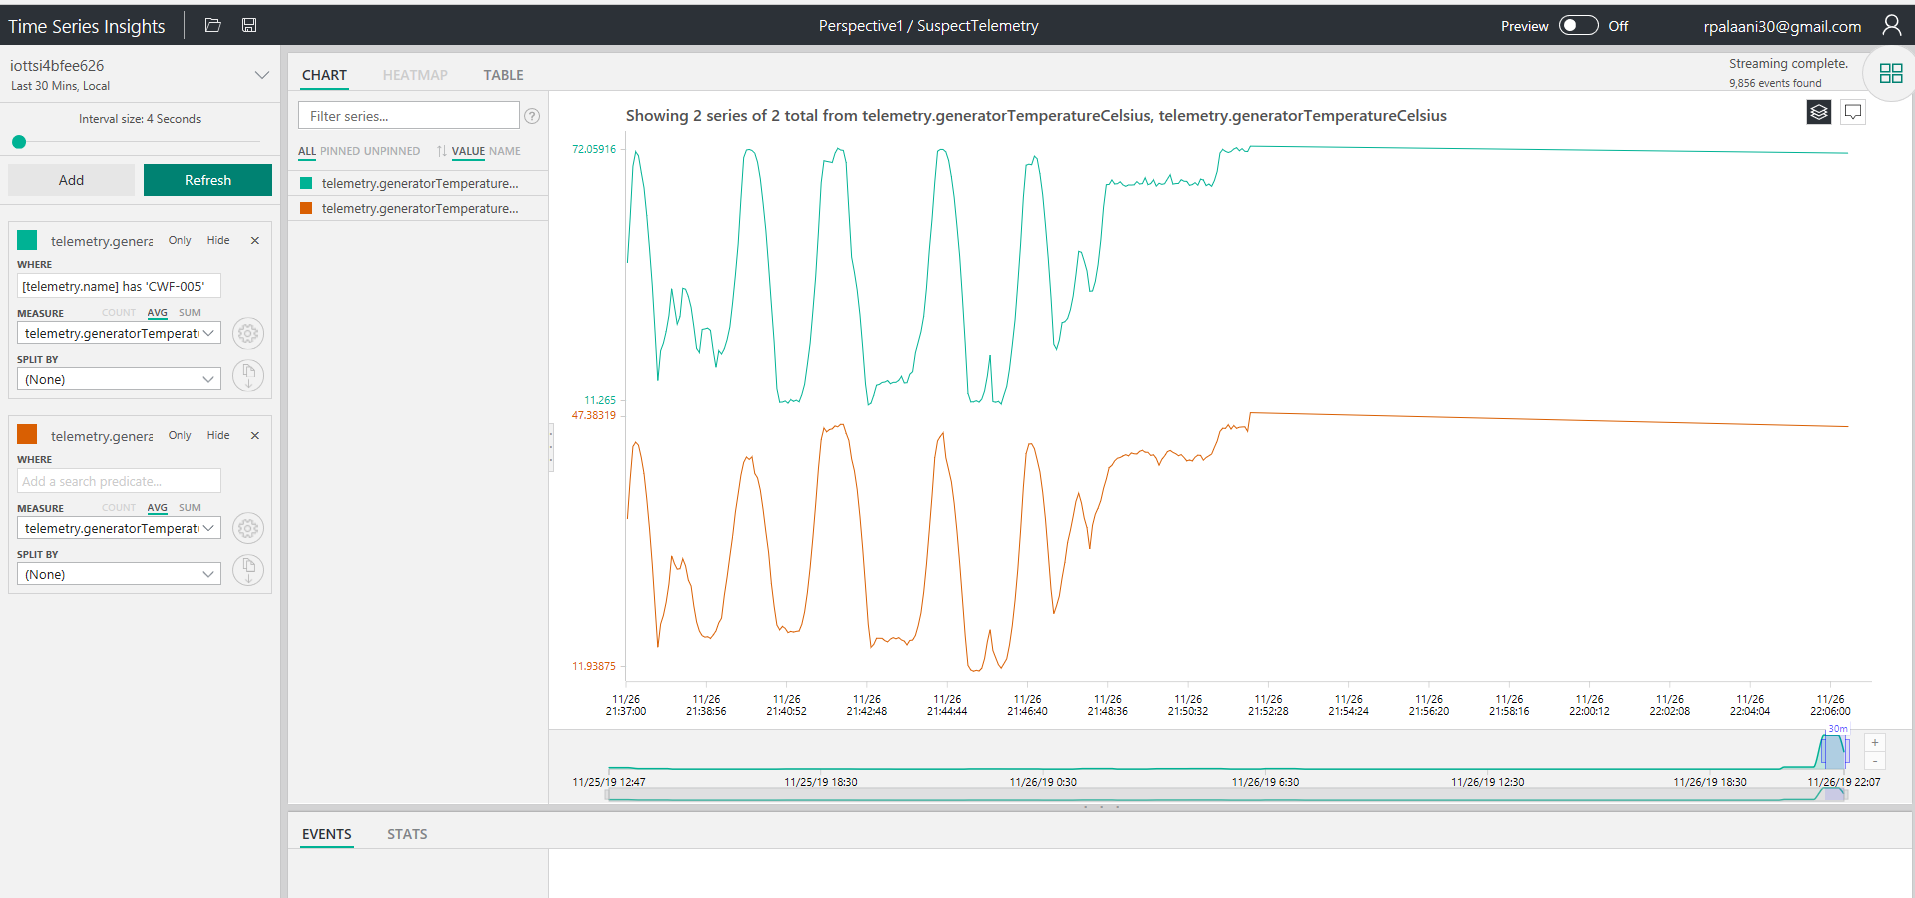 Time Series Insights
Perspective1 / SuspectTelemetry
Preview Off rpalaani30@gmail.com
iottsi4bfee626
Last 30 Mins, Local
Interval size: 4 Seconds
Add Refresh
telemetry.genera Only Hide ×
WHERE
[telemetry.name] has 'CWF-005'
MEASURE COUNT AVG SUM
telemetry.generatorTemperat
SPLIT BY
(None)
telemetry.genera Only Hide ×
WHERE
Add a search predicate...
MEASURE COUNT AVG SUM
telemetry.generatorTemperat
SPLIT BY
(None)
CHART HEATMAP TABLE
Streaming complete.
9,856 events found
Filter series... ?
ALL PINNED UNPINNED VALUE NAME
telemetry.generatorTemperature...
telemetry.generatorTemperature...
Showing 2 series of 2 total from telemetry.generatorTemperatureCelsius, telemetry.generatorTemperatureCelsius
72.05916
11.265
47.38319
11.93875
11/26 11/26 11/26 11/26 11/26 11/26 11/26 11/26 11/26 11/26 11/26 11/26 11/26 11/26 11/26 11/26
21:37:00 21:38:56 21:40:52 21:42:48 21:44:44 21:46:40 21:48:36 21:50:32 21:52:28 21:54:24 21:56:20 21:58:16 22:00:12 22:02:08 22:04:04 22:06:00
30m
+
-
11/25/19 12:47 11/25/19 18:30 11/26/19 0:30 11/26/19 6:30 11/26/19 12:30 11/26/19 18:30 11/26/19 22:07
EVENTS STATS